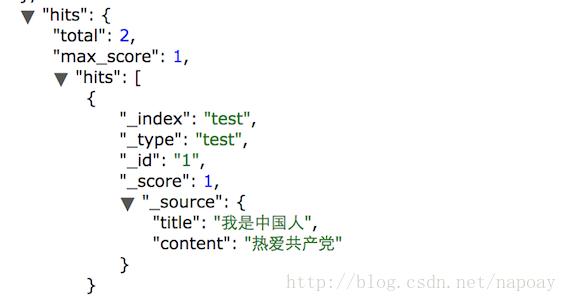 "hits": {
"total": 2,
"max_score": 1,
"hits": [
{
"_index": "test",
"_type": "test",
"_id": "1",
"_score": 1,
"_source": {
"title": "我是中国人",
"content": "热爱共产党"
}
}
http://blog.csdn.net/napoay